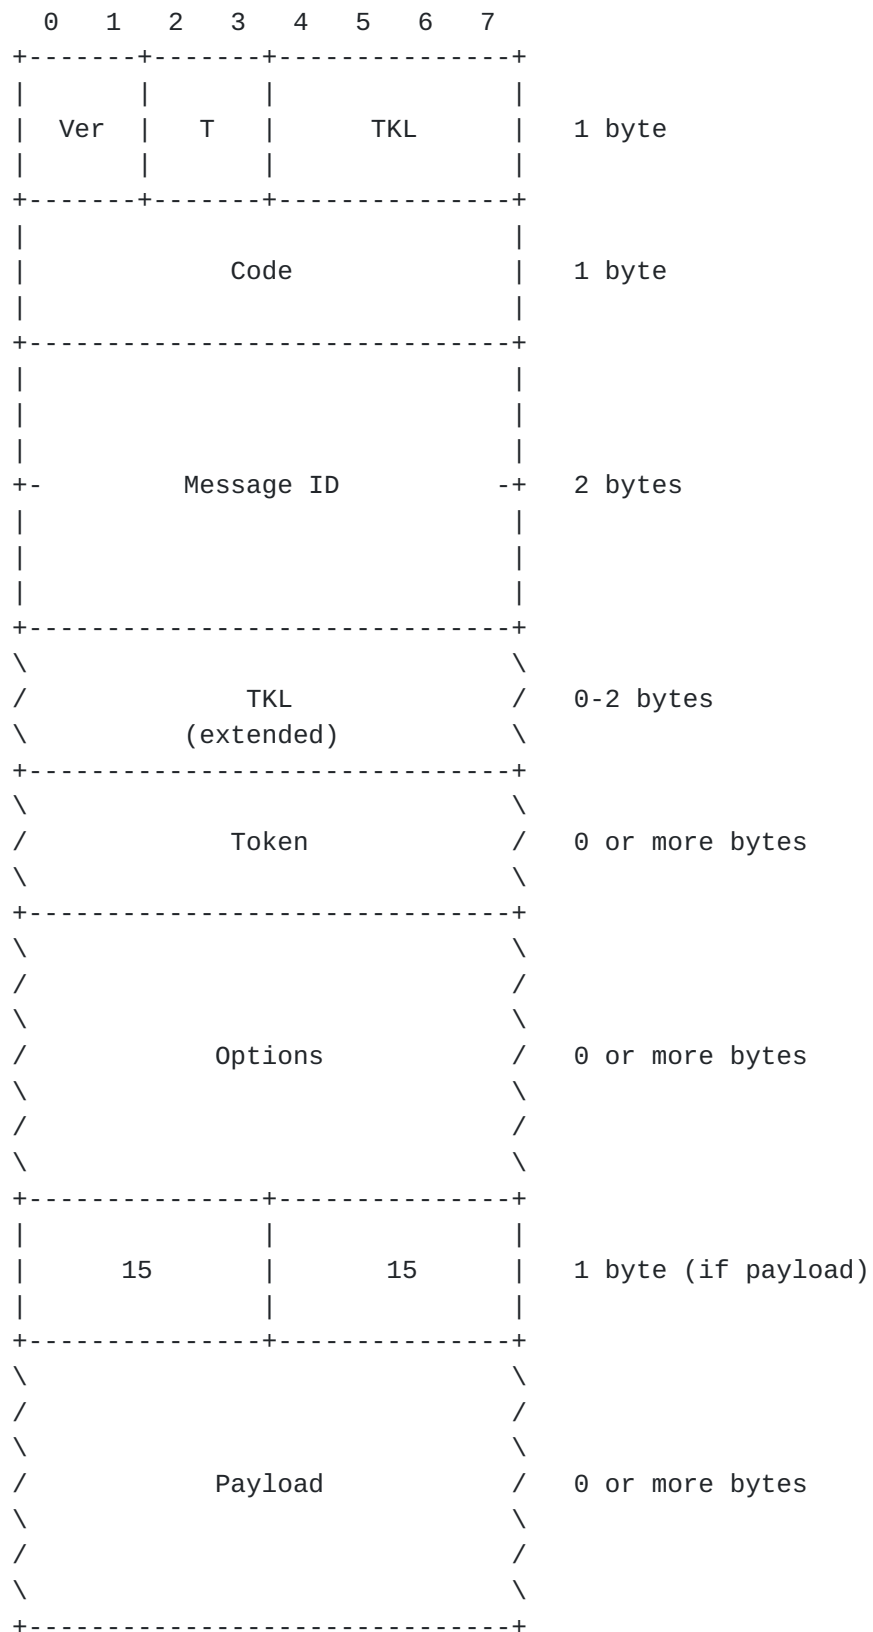 0   1   2   3   4   5   6   7
+-------+-------+---------------+
|       |       |               |
|  Ver  |   T   |      TKL      |   1 byte
|       |       |               |
+-------+-------+---------------+
|                               |
|             Code              |   1 byte
|                               |
+-------------------------------+
|                               |
|                               |
|                               |
+-         Message ID          -+   2 bytes
|                               |
|                               |
|                               |
+-------------------------------+
\                               \
/              TKL              /   0-2 bytes
\          (extended)           \
+-------------------------------+
\                               \
/             Token             /   0 or more bytes
\                               \
+-------------------------------+
\                               \
/                               /
\                               \
/            Options            /   0 or more bytes
\                               \
/                               /
\                               \
+---------------+---------------+
|               |               |
|      15       |       15      |   1 byte (if payload)
|               |               |
+---------------+---------------+
\                               \
/                               /
\                               \
/            Payload            /   0 or more bytes
\                               \
/                               /
\                               \
+-------------------------------+